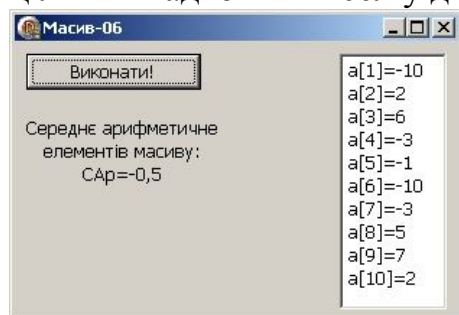 Масив-06
Виконати!
Середнє арифметичне
елементів масиву:
САр=-0,5
a[1]=-10
a[2]=2
a[3]=6
a[4]=-3
a[5]=-1
a[6]=-10
a[7]=-3
a[8]=5
a[9]=7
a[10]=2